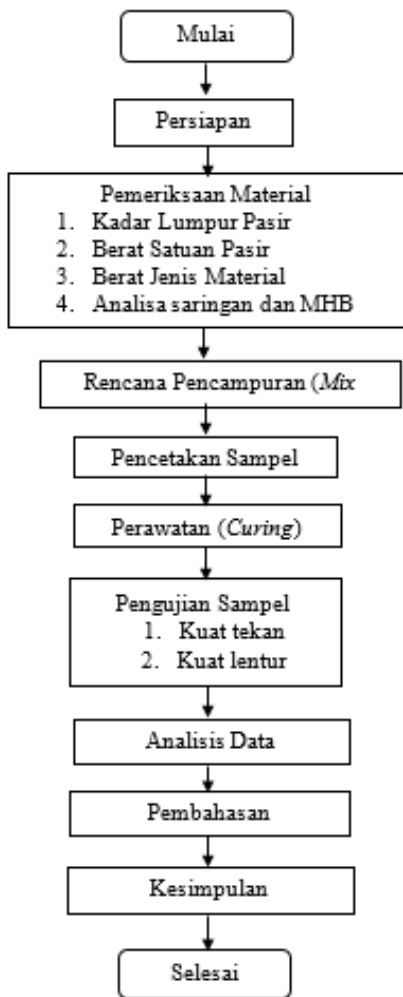 Mulai
Persiapan
Pemeriksaan Material
1. Kadar Lumpur Pasir
2. Berat Satuan Pasir
3. Berat Jenis Material
4. Analisa saringan dan MHB
Rencana Pencampuran (Mix
Pencetakan Sampel
Perawatan (Curing)
Pengujian Sampel
1. Kuat tekan
2. Kuat lentur
Analisis Data
Pembahasan
Kesimpulan
Selesai